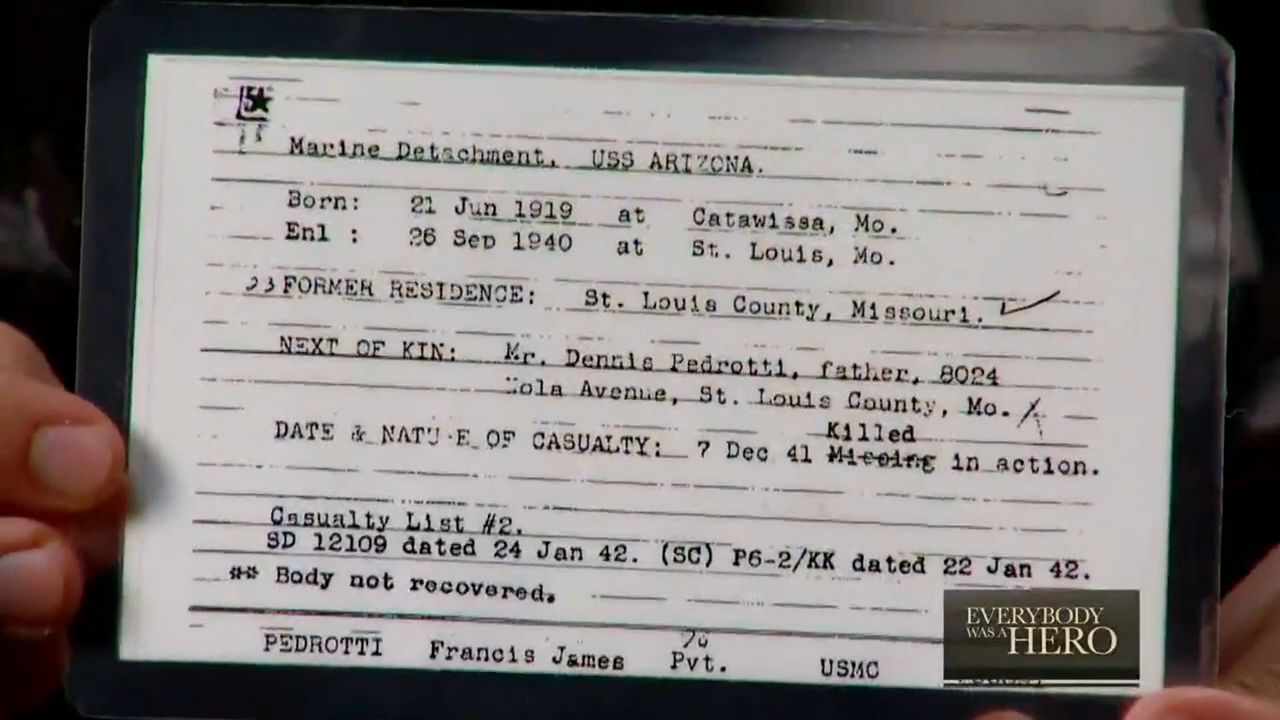 Marine Detachment, USS ARIZONA.
Born: 21 Jun 1919 at Catawissa, Mo.
Enl : 26 Sep 1940 at St. Louis, Mo.
FORMER RESIDENCE: St. Louis County, Missouri.
NEXT OF KIN: Mr. Dennis Pedrotti, father, 8024
Avenue, St. Louis County, Mo.
Killed
DATE & NATU E OF CASUALTY: 7 Dec 41 Missing in action.
Casualty List #2.
SD 12109 dated 24 Jan 42. (SC) P6-2/KK dated 22 Jan 42.
** Body not recovered.
PEDROTTI Francis James Pvt. USMC
EVERYBODY
WAS A HERO